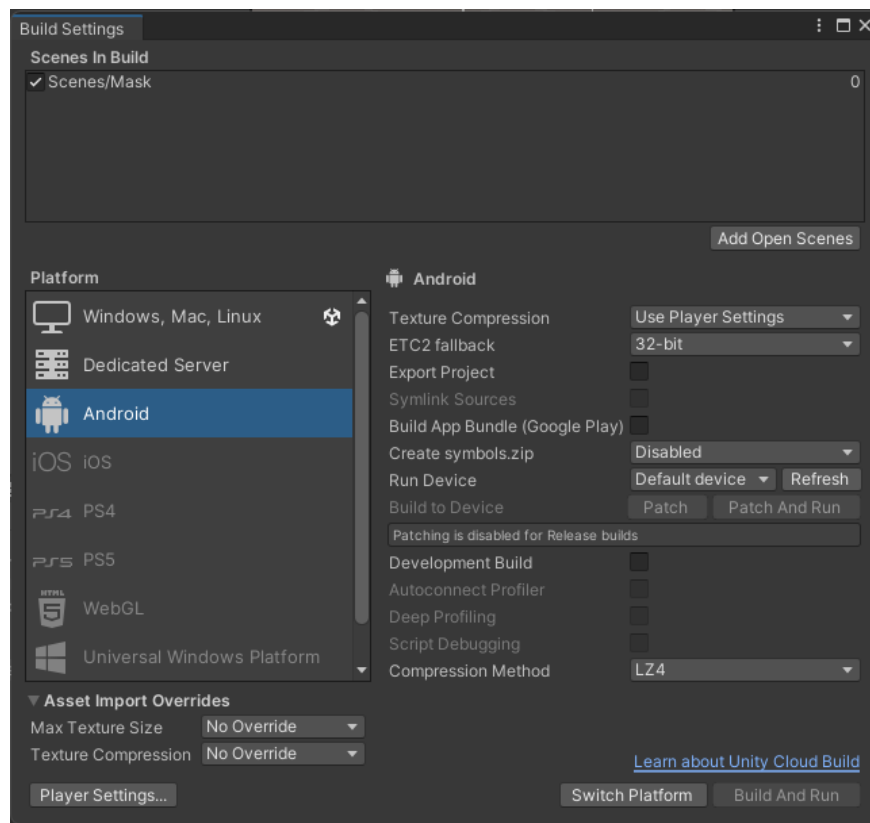 Build Settings
Scenes In Build
Scenes/Mask 0
Add Open Scenes
Platform
Windows, Mac, Linux
Dedicated Server
Android
iOS iOS
PS4 PS4
PS5 PS5
HTML
5 WebGL
Universal Windows Platform
Android
Texture Compression Use Player Settings
ETC2 fallback 32-bit
Export Project
Symlink Sources
Build App Bundle (Google Play)
Create symbols.zip Disabled
Run Device Default device Refresh
Build to Device Patch Patch And Run
Patching is disabled for Release builds
Development Build
Autoconnect Profiler
Deep Profiling
Script Debugging
Compression Method LZ4
Asset Import Overrides
Max Texture Size No Override
Texture Compression No Override
Learn about Unity Cloud Build
Player Settings... Switch Platform Build And Run